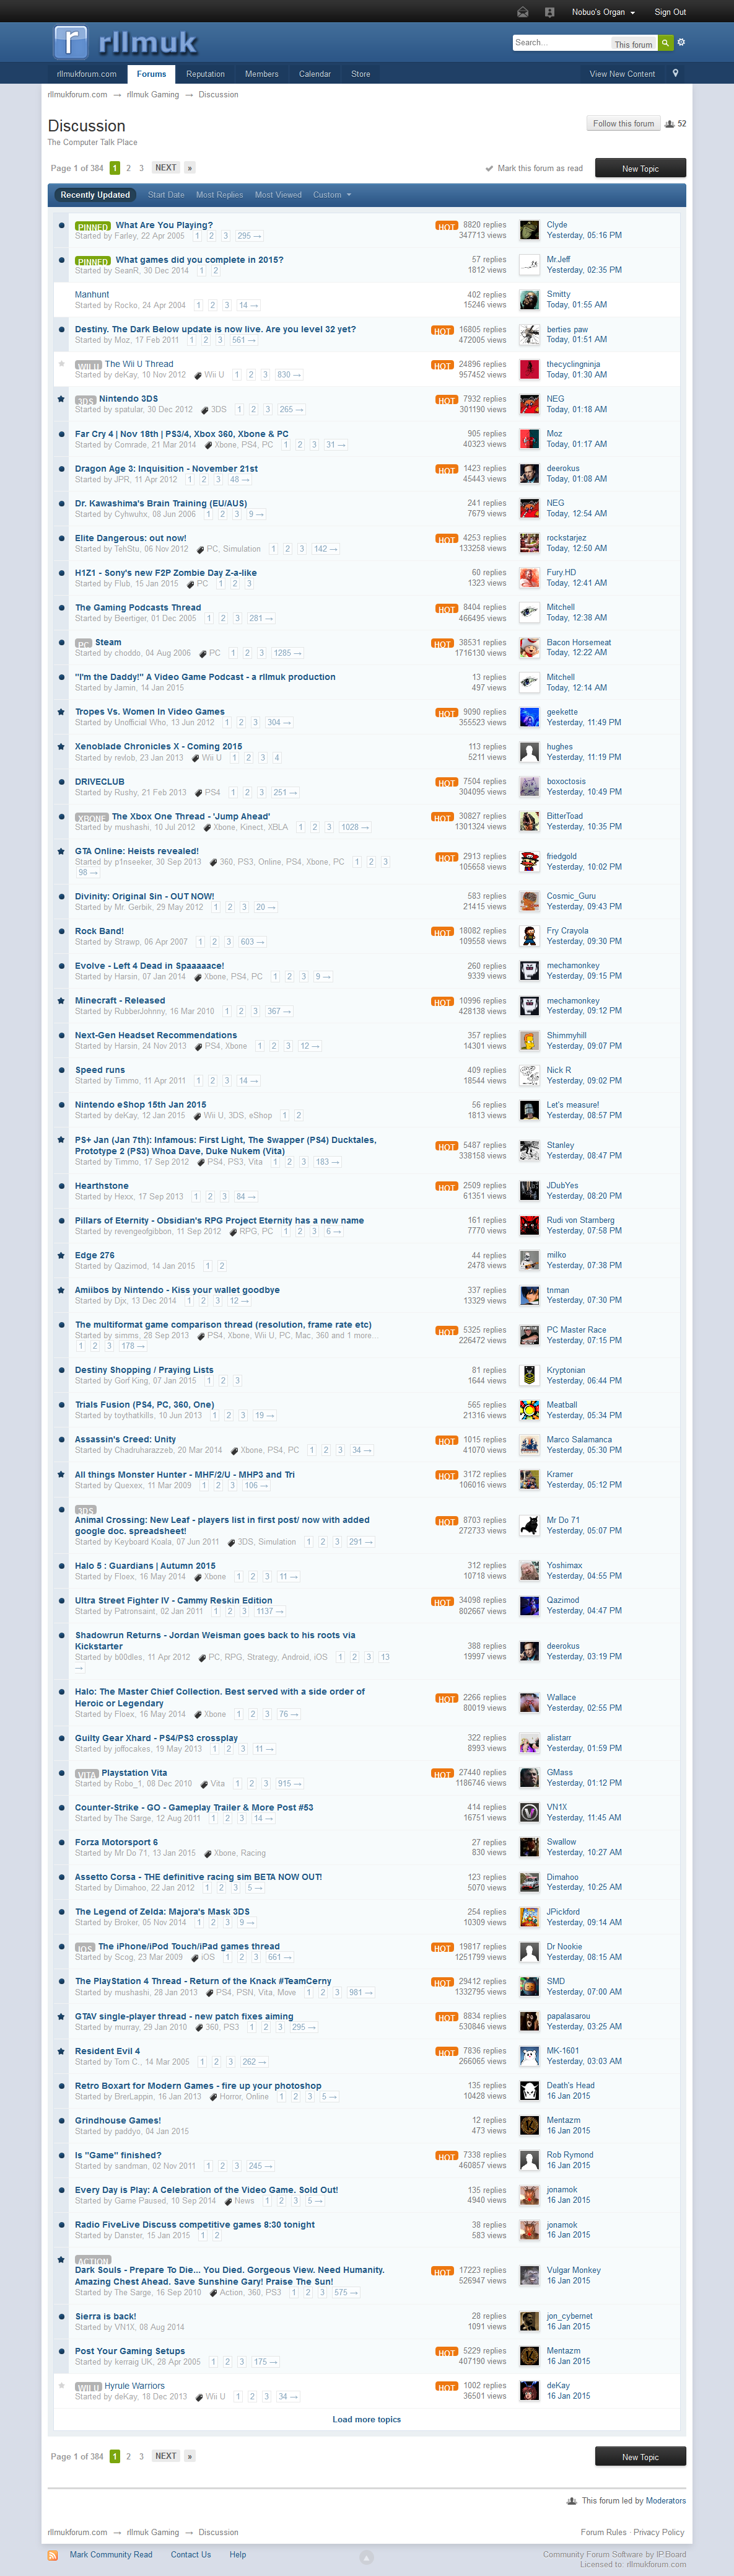 Nobuo's Organ Sign Out
rllmuk
Search... This forum
rllmukforum.com Forums Reputation Members Calendar Store View New Content
rllmukforum.com → rllmuk Gaming → Discussion
Discussion
Follow this forum 52
The Computer Talk Place
Page 1 of 384 1 2 3 NEXT » Mark this forum as read New Topic
Recently Updated Start Date Most Replies Most Viewed Custom
PINNED What Are You Playing? HOT 8820 replies Clyde
Started by Farley, 22 Apr 2005 1 2 3 295 → 347713 views Yesterday, 05:16 PM
PINNED What games did you complete in 2015? 57 replies Mr.Jeff
Started by SeanR, 30 Dec 2014 1 2 1812 views Yesterday, 02:35 PM
Manhunt 402 replies Smitty
Started by Rocko, 24 Apr 2004 1 2 3 14 → 15246 views Today, 01:55 AM
Destiny. The Dark Below update is now live. Are you level 32 yet? HOT 16805 replies berties paw
Started by Moz, 17 Feb 2011 1 2 3 561 → 472005 views Today, 01:51 AM
WII U The Wii U Thread HOT 24896 replies thecyclingninja
Started by deKay, 10 Nov 2012 Wii U 1 2 3 830 → 957452 views Today, 01:30 AM
3DS Nintendo 3DS HOT 7932 replies NEG
Started by spatular, 30 Dec 2012 3DS 1 2 3 265 → 301190 views Today, 01:18 AM
Far Cry 4 | Nov 18th | PS3/4, Xbox 360, Xbone & PC 905 replies Moz
Started by Comrade, 21 Mar 2014 Xbone, PS4, PC 1 2 3 31 → 40323 views Today, 01:17 AM
Dragon Age 3: Inquisition - November 21st HOT 1423 replies deerokus
Started by JPR, 11 Apr 2012 1 2 3 48 → 45443 views Today, 01:08 AM
Dr. Kawashima's Brain Training (EU/AUS) 241 replies NEG
Started by Cyhwuhx, 08 Jun 2006 1 2 3 9 → 7679 views Today, 12:54 AM
Elite Dangerous: out now! HOT 4253 replies rockstarjez
Started by TehStu, 06 Nov 2012 PC, Simulation 1 2 3 142 → 133258 views Today, 12:50 AM
H1Z1 - Sony's new F2P Zombie Day Z-a-like 60 replies Fury.HD
Started by Flub, 15 Jan 2015 PC 1 2 3 1323 views Today, 12:41 AM
The Gaming Podcasts Thread HOT 8404 replies Mitchell
Started by Beertiger, 01 Dec 2005 1 2 3 281 → 466495 views Today, 12:38 AM
PC Steam HOT 38531 replies Bacon Horsemeat
Started by choddo, 04 Aug 2006 PC 1 2 3 1285 → 1716130 views Today, 12:22 AM
"I'm the Daddy!" A Video Game Podcast - a rllmuk production 13 replies Mitchell
Started by Jamin, 14 Jan 2015 497 views Today, 12:14 AM
Tropes Vs. Women In Video Games HOT 9090 replies geekette
Started by Unofficial Who, 13 Jun 2012 1 2 3 304 → 355523 views Yesterday, 11:49 PM
Xenoblade Chronicles X - Coming 2015 113 replies hughes
Started by revlob, 23 Jan 2013 Wii U 1 2 3 4 5211 views Yesterday, 11:19 PM
DRIVECLUB HOT 7504 replies boxoctosis
Started by Rushy, 21 Feb 2013 PS4 1 2 3 251 → 304095 views Yesterday, 10:49 PM
XBONE The Xbox One Thread - 'Jump Ahead' HOT 30827 replies BitterToad
Started by mushashi, 10 Jul 2012 Xbone, Kinect, XBLA 1 2 3 1028 → 1301324 views Yesterday, 10:35 PM
GTA Online: Heists revealed! HOT 2913 replies friedgold
Started by p1nseeker, 30 Sep 2013 360, PS3, Online, PS4, Xbone, PC 1 2 3 105658 views Yesterday, 10:02 PM
98 →
Divinity: Original Sin - OUT NOW! 583 replies Cosmic_Guru
Started by Mr. Gerbik, 29 May 2012 1 2 3 20 → 21415 views Yesterday, 09:43 PM
Rock Band! HOT 18082 replies Fry Crayola
Started by Strawp, 06 Apr 2007 1 2 3 603 → 109558 views Yesterday, 09:30 PM
Evolve - Left 4 Dead in Spaaaaace! 260 replies mechamonkey
Started by Harsin, 07 Jan 2014 Xbone, PS4, PC 1 2 3 9 → 9339 views Yesterday, 09:15 PM
Minecraft - Released HOT 10996 replies mechamonkey
Started by RubberJohnny, 16 Mar 2010 1 2 3 367 → 428138 views Yesterday, 09:12 PM
Next-Gen Headset Recommendations 357 replies Shimmyhill
Started by Harsin, 24 Nov 2013 PS4, Xbone 1 2 3 12 → 14301 views Yesterday, 09:07 PM
Speed runs 409 replies Nick R
Started by Timmo, 11 Apr 2011 1 2 3 14 → 18544 views Yesterday, 09:02 PM
Nintendo eShop 15th Jan 2015 56 replies Let's measure!
Started by deKay, 12 Jan 2015 Wii U, 3DS, eShop 1 2 1813 views Yesterday, 08:57 PM
PS+ Jan (Jan 7th): Infamous: First Light, The Swapper (PS4) Ducktales, HOT 5487 replies Stanley
Prototype 2 (PS3) Whoa Dave, Duke Nukem (Vita) 338158 views Yesterday, 08:47 PM
Started by Timmo, 17 Sep 2012 PS4, PS3, Vita 1 2 3 183 →
Hearthstone HOT 2509 replies JDubYes
Started by Hexx, 17 Sep 2013 1 2 3 84 → 61351 views Yesterday, 08:20 PM
Pillars of Eternity - Obsidian's RPG Project Eternity has a new name 161 replies Rudi von Starnberg
Started by revengeofgibbon, 11 Sep 2012 RPG, PC 1 2 3 6 → 7770 views Yesterday, 07:58 PM
Edge 276 44 replies milko
Started by Qazimod, 14 Jan 2015 1 2 2478 views Yesterday, 07:38 PM
Amiibos by Nintendo - Kiss your wallet goodbye 337 replies tnman
Started by Djx, 13 Dec 2014 1 2 3 12 → 13329 views Yesterday, 07:30 PM
The multiformat game comparison thread (resolution, frame rate etc) HOT 5325 replies PC Master Race
Started by simms, 28 Sep 2013 PS4, Xbone, Wii U, PC, Mac, 360 and 1 more... 226472 views Yesterday, 07:15 PM
1 2 3 178 →
Destiny Shopping / Praying Lists 81 replies Kryptonian
Started by Gorf King, 07 Jan 2015 1 2 3 1644 views Yesterday, 06:44 PM
Trials Fusion (PS4, PC, 360, One) 565 replies Meatball
Started by toythatkills, 10 Jun 2013 1 2 3 19 → 21316 views Yesterday, 05:34 PM
Assassin's Creed: Unity HOT 1015 replies Marco Salamanca
Started by Chadruharazzeb, 20 Mar 2014 Xbone, PS4, PC 1 2 3 34 → 41070 views Yesterday, 05:30 PM
All things Monster Hunter - MHF/2/U - MHP3 and Tri HOT 3172 replies Kramer
Started by Quexex, 11 Mar 2009 1 2 3 106 → 106016 views Yesterday, 05:12 PM
3DS
Animal Crossing: New Leaf - players list in first post/ now with added HOT 8703 replies Mr Do 71
google doc. spreadsheet! 272733 views Yesterday, 05:07 PM
Started by Keyboard Koala, 07 Jun 2011 3DS, Simulation 1 2 3 291 →
Halo 5 : Guardians | Autumn 2015 312 replies Yoshimax
Started by Floex, 16 May 2014 Xbone 1 2 3 11 → 10718 views Yesterday, 04:55 PM
Ultra Street Fighter IV - Cammy Reskin Edition HOT 34098 replies Qazimod
Started by Patronsaint, 02 Jan 2011 1 2 3 1137 → 802667 views Yesterday, 04:47 PM
Shadowrun Returns - Jordan Weisman goes back to his roots via
Kickstarter 388 replies deerokus
Started by b00dles, 11 Apr 2012 PC, RPG, Strategy, Android, iOS 1 2 3 13 19997 views Yesterday, 03:19 PM
→
Halo: The Master Chief Collection. Best served with a side order of HOT 2266 replies Wallace
Heroic or Legendary 80019 views Yesterday, 02:55 PM
Started by Floex, 16 May 2014 Xbone 1 2 3 76 →
Guilty Gear Xhard - PS4/PS3 crossplay 322 replies alistarr
Started by joffocakes, 19 May 2013 1 2 3 11 → 8993 views Yesterday, 01:59 PM
VITA Playstation Vita HOT 27440 replies GMass
Started by Robo_1, 08 Dec 2010 Vita 1 2 3 915 → 1186746 views Yesterday, 01:12 PM
Counter-Strike - GO - Gameplay Trailer & More Post #53 414 replies VN1X
Started by The Sarge, 12 Aug 2011 1 2 3 14 → 16751 views Yesterday, 11:45 AM
Forza Motorsport 6 27 replies Swallow
Started by Mr Do 71, 13 Jan 2015 Xbone, Racing 830 views Yesterday, 10:27 AM
Assetto Corsa - THE definitive racing sim BETA NOW OUT! 123 replies Dimahoo
Started by Dimahoo, 22 Jan 2012 1 2 3 5 → 5070 views Yesterday, 10:25 AM
The Legend of Zelda: Majora's Mask 3DS 254 replies JPickford
Started by Broker, 05 Nov 2014 1 2 3 9 → 10309 views Yesterday, 09:14 AM
IOS The iPhone/iPod Touch/iPad games thread HOT 19817 replies Dr Nookie
Started by Scog, 23 Mar 2009 iOS 1 2 3 661 → 1251799 views Yesterday, 08:15 AM
The PlayStation 4 Thread - Return of the Knack #TeamCerny HOT 29412 replies SMD
Started by mushashi, 28 Jan 2013 PS4, PSN, Vita, Move 1 2 3 981 → 1332795 views Yesterday, 07:00 AM
GTAV single-player thread - new patch fixes aiming HOT 8834 replies papalasarou
Started by murray, 29 Jan 2010 360, PS3 1 2 3 295 → 530846 views Yesterday, 03:25 AM
Resident Evil 4 HOT 7836 replies MK-1601
Started by Tom C., 14 Mar 2005 1 2 3 262 → 266065 views Yesterday, 03:03 AM
Retro Boxart for Modern Games - fire up your photoshop 135 replies Death's Head
Started by BrerLappin, 16 Jan 2013 Horror, Online 1 2 3 5 → 10428 views 16 Jan 2015
Grindhouse Games! 12 replies Mentazm
Started by paddyo, 04 Jan 2015 473 views 16 Jan 2015
Is "Game" finished? HOT 7338 replies Rob Rymond
Started by sandman, 02 Nov 2011 1 2 3 245 → 460857 views 16 Jan 2015
Every Day is Play: A Celebration of the Video Game. Sold Out! 135 replies jonamok
Started by Game Paused, 10 Sep 2014 News 1 2 3 5 → 4940 views 16 Jan 2015
Radio FiveLive Discuss competitive games 8:30 tonight 38 replies jonamok
Started by Danster, 15 Jan 2015 1 2 583 views 16 Jan 2015
ACTION
Dark Souls - Prepare To Die... You Died. Gorgeous View. Need Humanity. HOT 17223 replies Vulgar Monkey
Amazing Chest Ahead. Save Sunshine Gary! Praise The Sun! 526947 views 16 Jan 2015
Started by The Sarge, 16 Sep 2010 Action, 360, PS3 1 2 3 575 →
Sierra is back! 28 replies jon_cybernet
Started by VN1X, 08 Aug 2014 1091 views 16 Jan 2015
Post Your Gaming Setups HOT 5229 replies Mentazm
Started by kerraig UK, 28 Apr 2005 1 2 3 175 → 407190 views 16 Jan 2015
WII U Hyrule Warriors HOT 1002 replies deKay
Started by deKay, 18 Dec 2013 Wii U 1 2 3 34 → 36501 views 16 Jan 2015
Load more topics
Page 1 of 384 1 2 3 NEXT » New Topic
This forum led by Moderators
rllmukforum.com → rllmuk Gaming → Discussion Forum Rules · Privacy Policy
Mark Community Read Contact Us Help Community Forum Software by IP.Board
Licensed to: rllmukforum.com